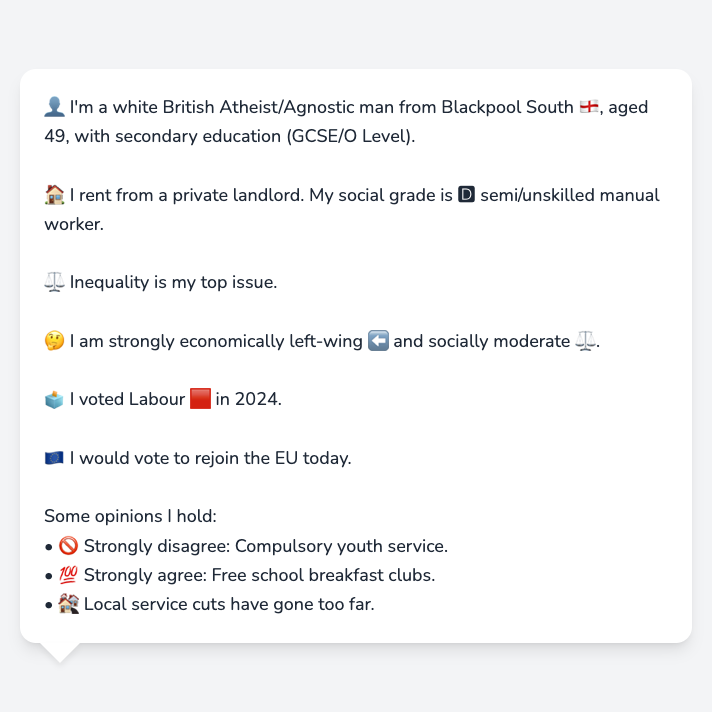 👤 I'm a white British Atheist/Agnostic man from Blackpool South 🏴󠁧󠁢󠁥󠁮󠁧󠁿, aged
49, with secondary education (GCSE/O Level).
🏠 I rent from a private landlord. My social grade is 🅳 semi/unskilled manual
worker.
⚖️ Inequality is my top issue.
🤔 I am strongly economically left-wing ⬅️ and socially moderate ⚖️.
🗳️ I voted Labour 🟥 in 2024.
🇪🇺 I would vote to rejoin the EU today.
Some opinions I hold:
• 🚫 Strongly disagree: Compulsory youth service.
• 💯 Strongly agree: Free school breakfast clubs.
• 🏘️ Local service cuts have gone too far.